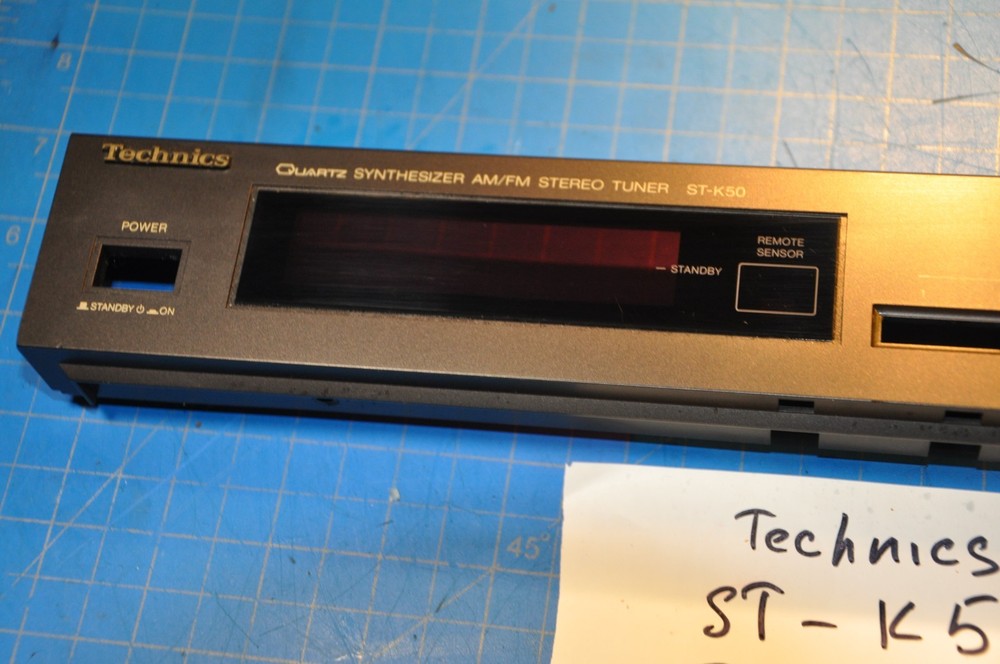 8
7
6
Technics
QUARTZ SYNTHESIZER AM/FM STEREO TUNER ST-K50
POWER
STANDBY ⏻ ON
STANDBY
REMOTE
SENSOR
45°
Technics
ST-K5